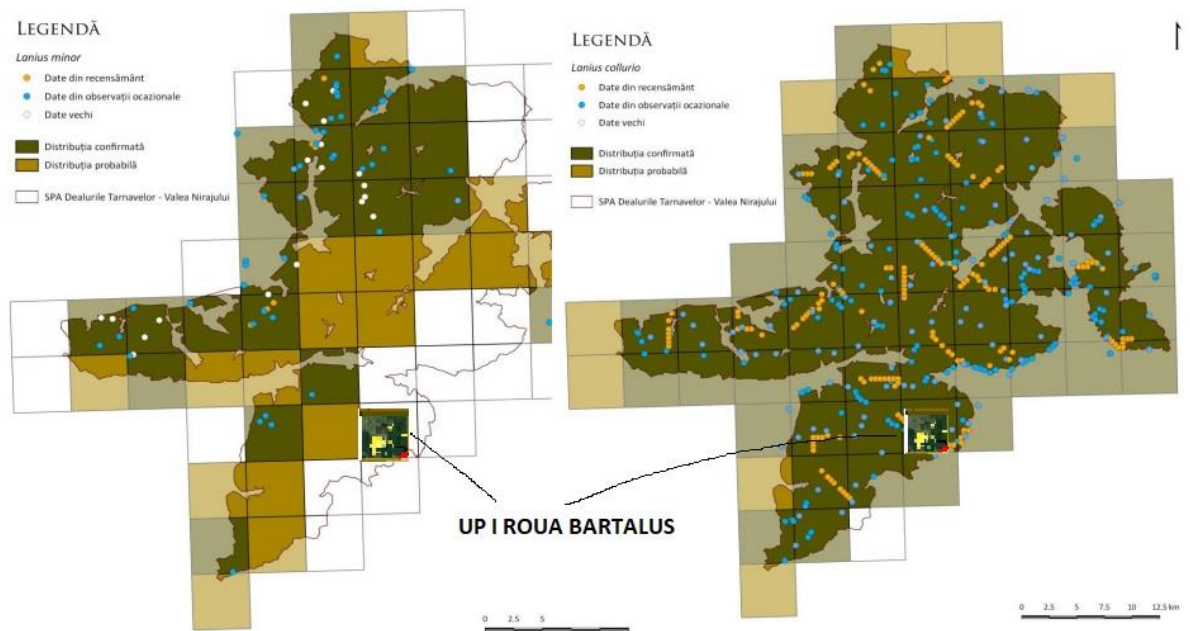 LEGENDĂ
Lanius minor
Date din recensământ
Date din observații ocazionale
Date vechi
Distribuția confirmată
Distribuția probabilă
SPA Dealurile Tarnavelor - Valea Nirajului
LEGENDĂ
Lanius collurio
Date din recensământ
Date din observații ocazionale
Date vechi
Distribuția confirmată
Distribuția probabilă
SPA Dealurile Tarnavelor - Valea Nirajului
UP I ROUA BARTALUS
0 2.5 5
0 2.5 5 7.5 10 12.5 km